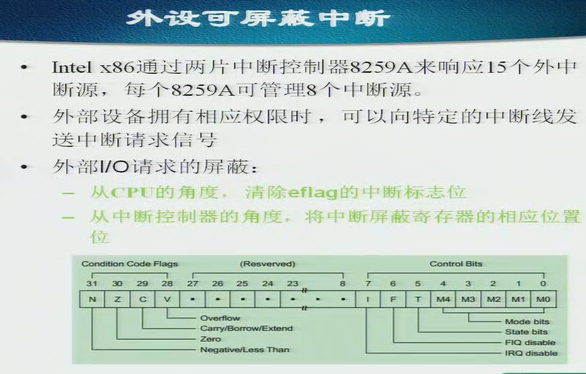 外设可屏蔽中断
• Intel x86通过两片中断控制器8259A来响应15个外中
断源，每个8259A可管理8个中断源。
• 外部设备拥有相应权限时，可以向特定的中断线发
送中断请求信号
• 外部I/O请求的屏蔽：
– 从CPU的角度，清除eflag的中断标志位
– 从中断控制器的角度，将中断屏蔽寄存器的相应位置
位
Condition Code Flags (Resverved) Control Bits
31 30 29 28 27 26 25 24 23 8 7 6 5 4 3 2 1 0
N Z C V • • • • • • • I F T M4 M3 M2 M1 M0
Overflow
Carry/Borrow/Extend
Zero
Negative/Less Than
Mode bits
State bits
FIQ disable
IRQ disable